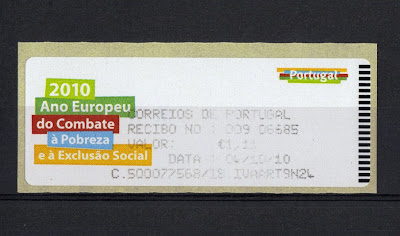 2010
Ano Europeu
do Combate
à Pobreza
e à Exclusão Social
Portugal
CORREIOS DE PORTUGAL
RECIBO NO : 009 06685
VALOR: €1,11
DATA : 04/10/10
C.500077568/18.IVAART9N24